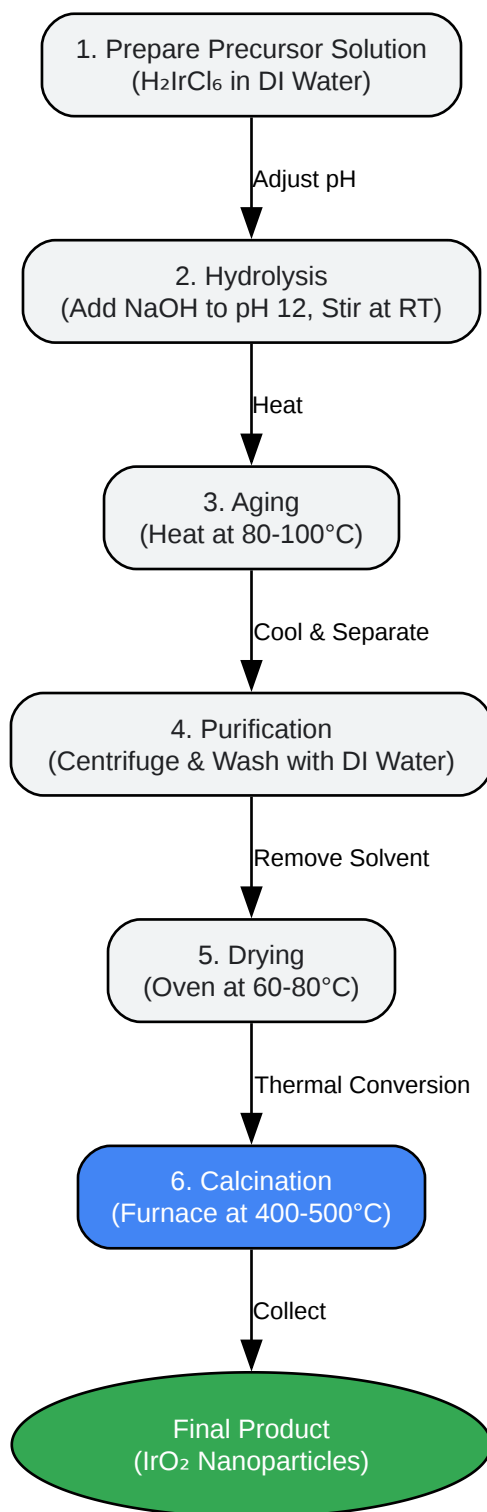 1. Prepare Precursor Solution
(H₂IrCl₆ in DI Water)
Adjust pH
2. Hydrolysis
(Add NaOH to pH 12, Stir at RT)
Heat
3. Aging
(Heat at 80-100°C)
Cool & Separate
4. Purification
(Centrifuge & Wash with DI Water)
Remove Solvent
5. Drying
(Oven at 60-80°C)
Thermal Conversion
6. Calcination
(Furnace at 400-500°C)
Collect
Final Product
(IrO₂ Nanoparticles)